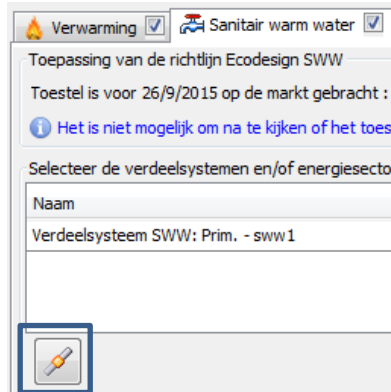 Verwarming Sanitair warm water
Toepassing van de richtlijn Ecodesign SWW
Toestel is voor 26/9/2015 op de markt gebracht :
Het is niet mogelijk om na te kijken of het toes
Selecteer de verdeelsystemen en/of energiesecto
Naam
Verdeelsysteem SWW: Prim. - sww1